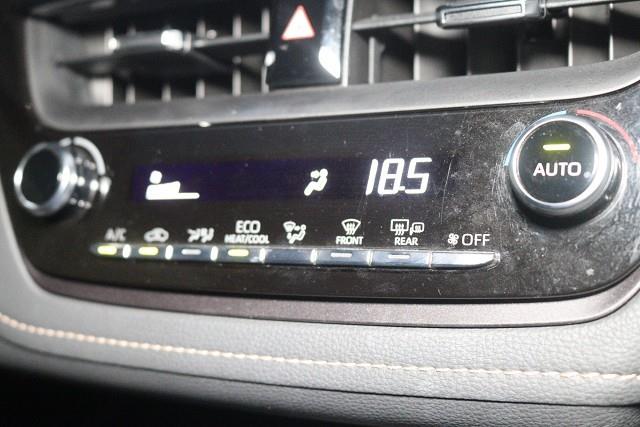 18.5
AUTO
A/C
ECO
HEAT/COOL
FRONT
REAR
OFF